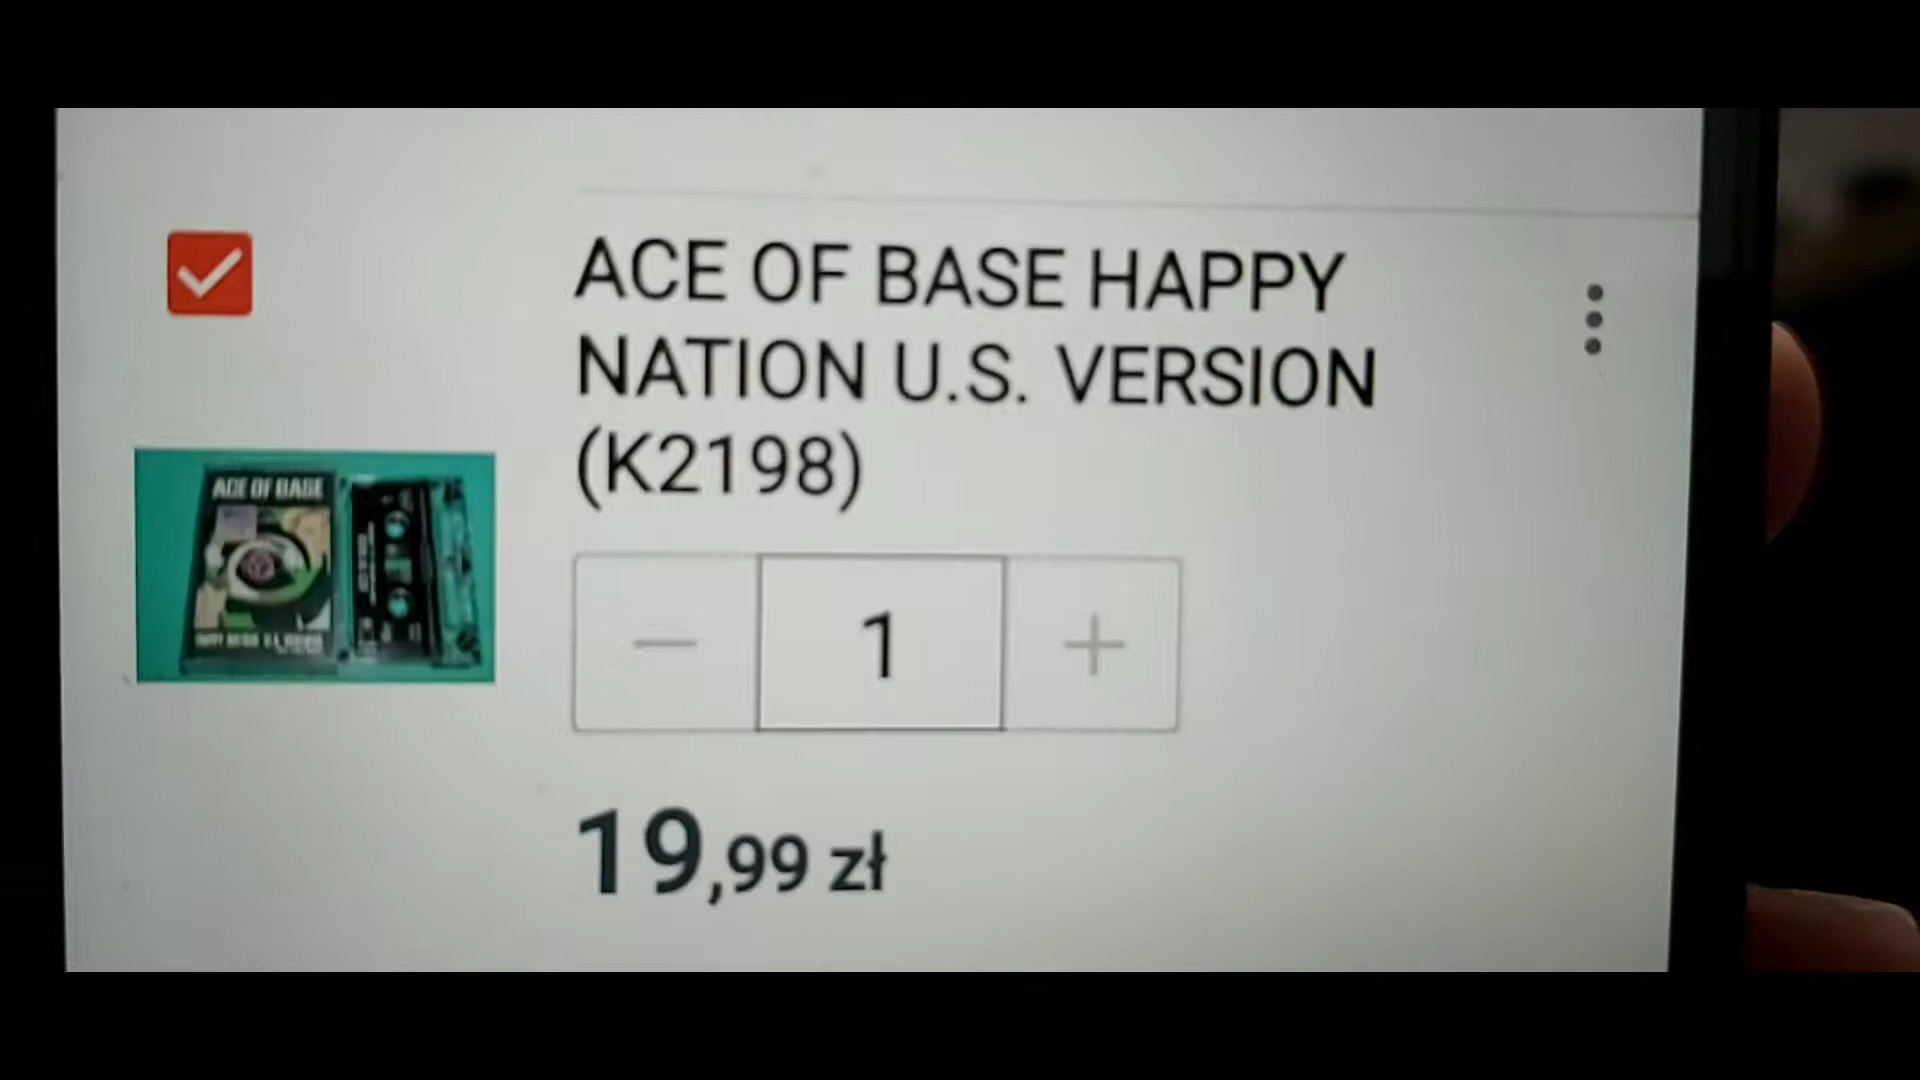 ACE OF BASE HAPPY
NATION U.S. VERSION
(K2198)
ACE OF BASE
1
19,99 zł